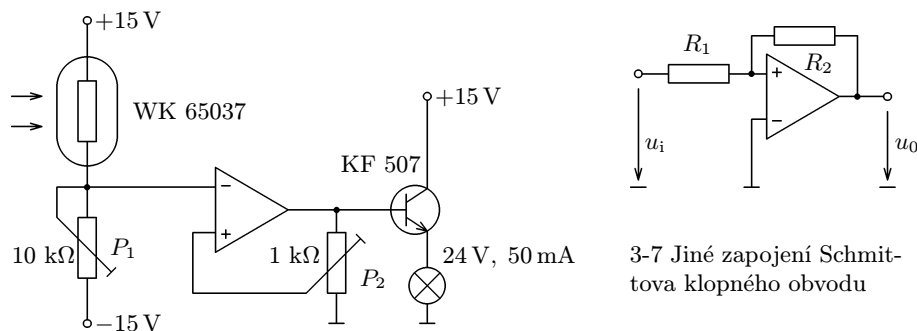 +15 V
WK 65037
10 kΩ
P1
−15 V
−
+
1 kΩ
P2
KF 507
+15 V
24 V, 50 mA
R1
R2
+
−
ui
u0
3-7 Jiné zapojení Schmit-
tova klopného obvodu